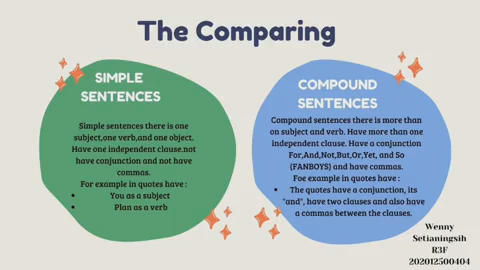 The Comparing
SIMPLE
SENTENCES
Simple sentences there is one
subject,one verb,and one object.
Have one independent clause.not
have conjunction and not have
commas.
For example in quotes have :
• You as a subject
• Plan as a verb
COMPOUND
SENTENCES
Compound sentences there is more than
on subject and verb. Have more than one
independent clause. Have a conjunction
For,And,Not,But,Or,Yet, and So
(FANBOYS) and have commas.
Foe example in quotes have :
• The quotes have a conjunction, its
"and", have two clauses and also have
a commas between the clauses.
Wenny
Setianingsih
R3F
202012500404